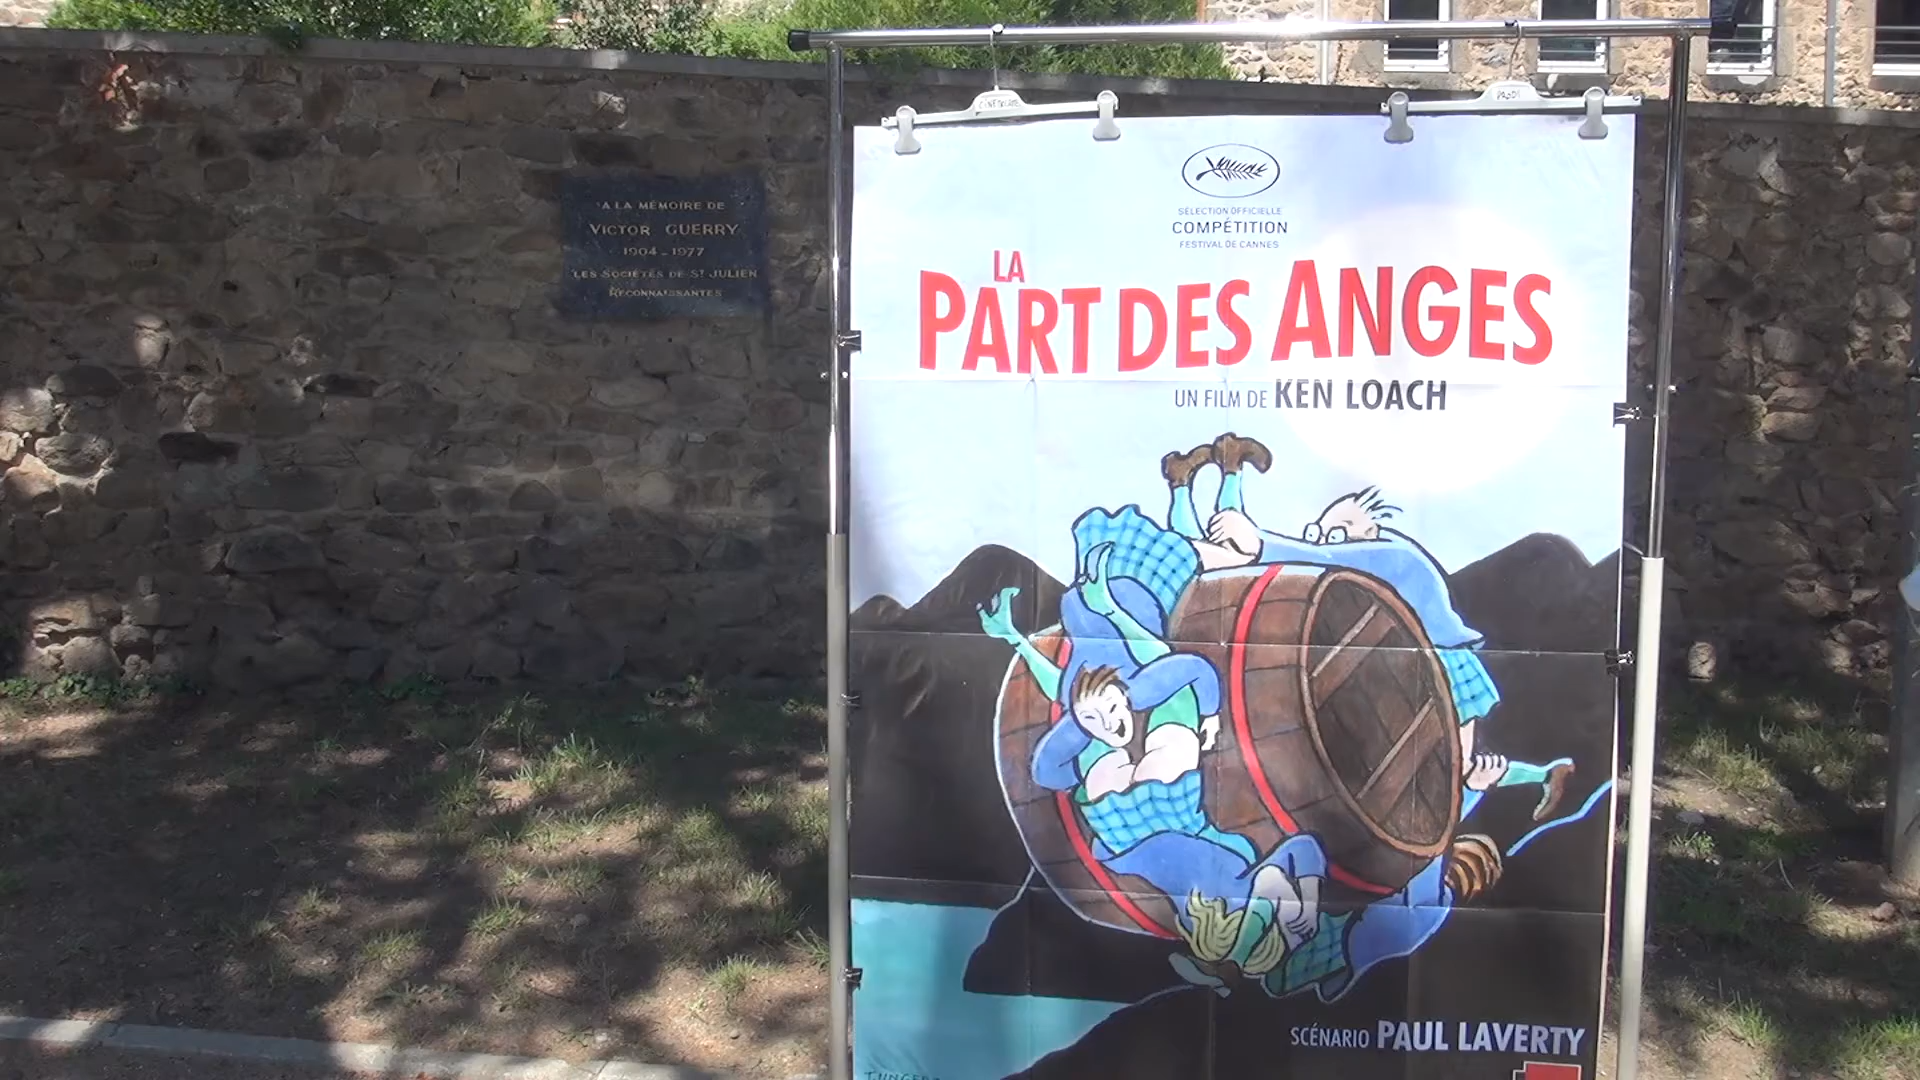 A LA MÉMOIRE DE
VICTOR GUERRY
1904-1977
LES SOCIÉTÉS DE ST JULIEN
RECONNAISSANTES
SÉLECTION OFFICIELLE
COMPÉTITION
FESTIVAL DE CANNES
LA
PART DES ANGES
UN FILM DE KEN LOACH
SCÉNARIO PAUL LAVERTY